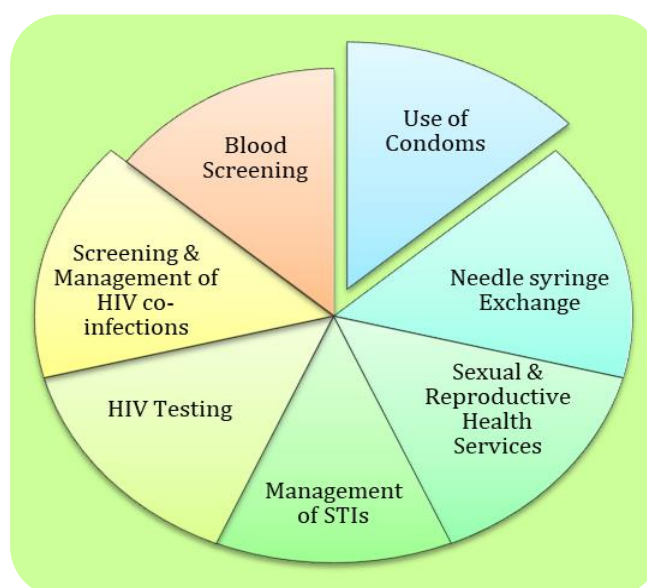 Use of
Condoms
Needle syringe
Exchange
Sexual &
Reproductive
Health
Services
Management
of STIs
HIV Testing
Screening &
Management of
HIV co-
infections
Blood
Screening